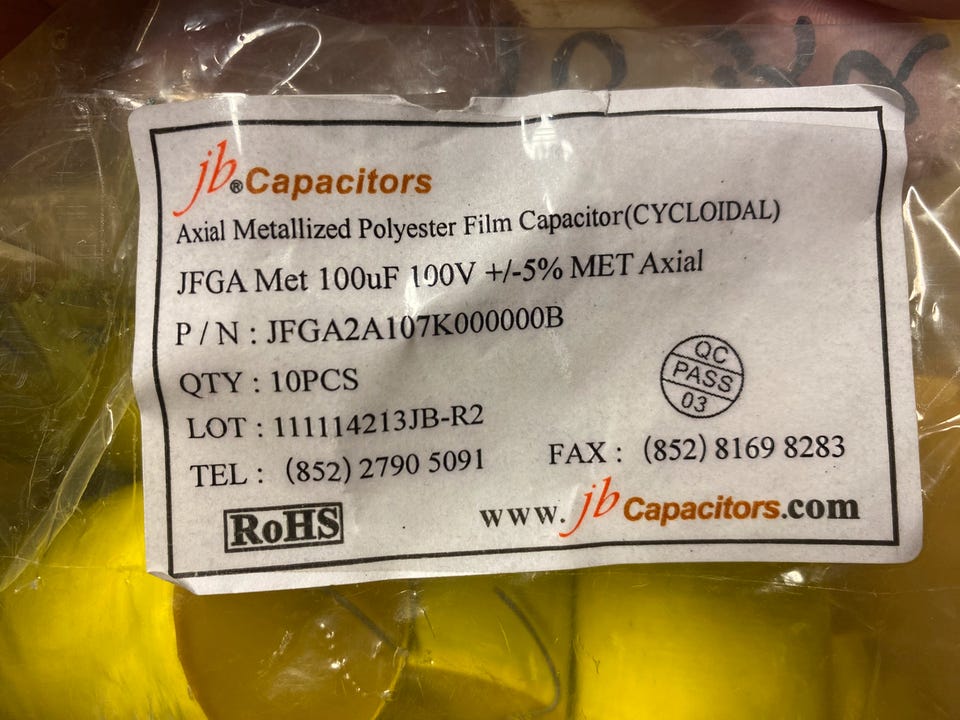 jb®Capacitors
Axial Metallized Polyester Film Capacitor(CYCLOIDAL)
JFGA Met 100uF 100V +/-5% MET Axial
P / N : JFGA2A107K000000B
QTY : 10PCS
QC
PASS
03
LOT : 111114213JB-R2
TEL : (852) 2790 5091 FAX : (852) 8169 8283
RoHS
www.jbCapacitors.com